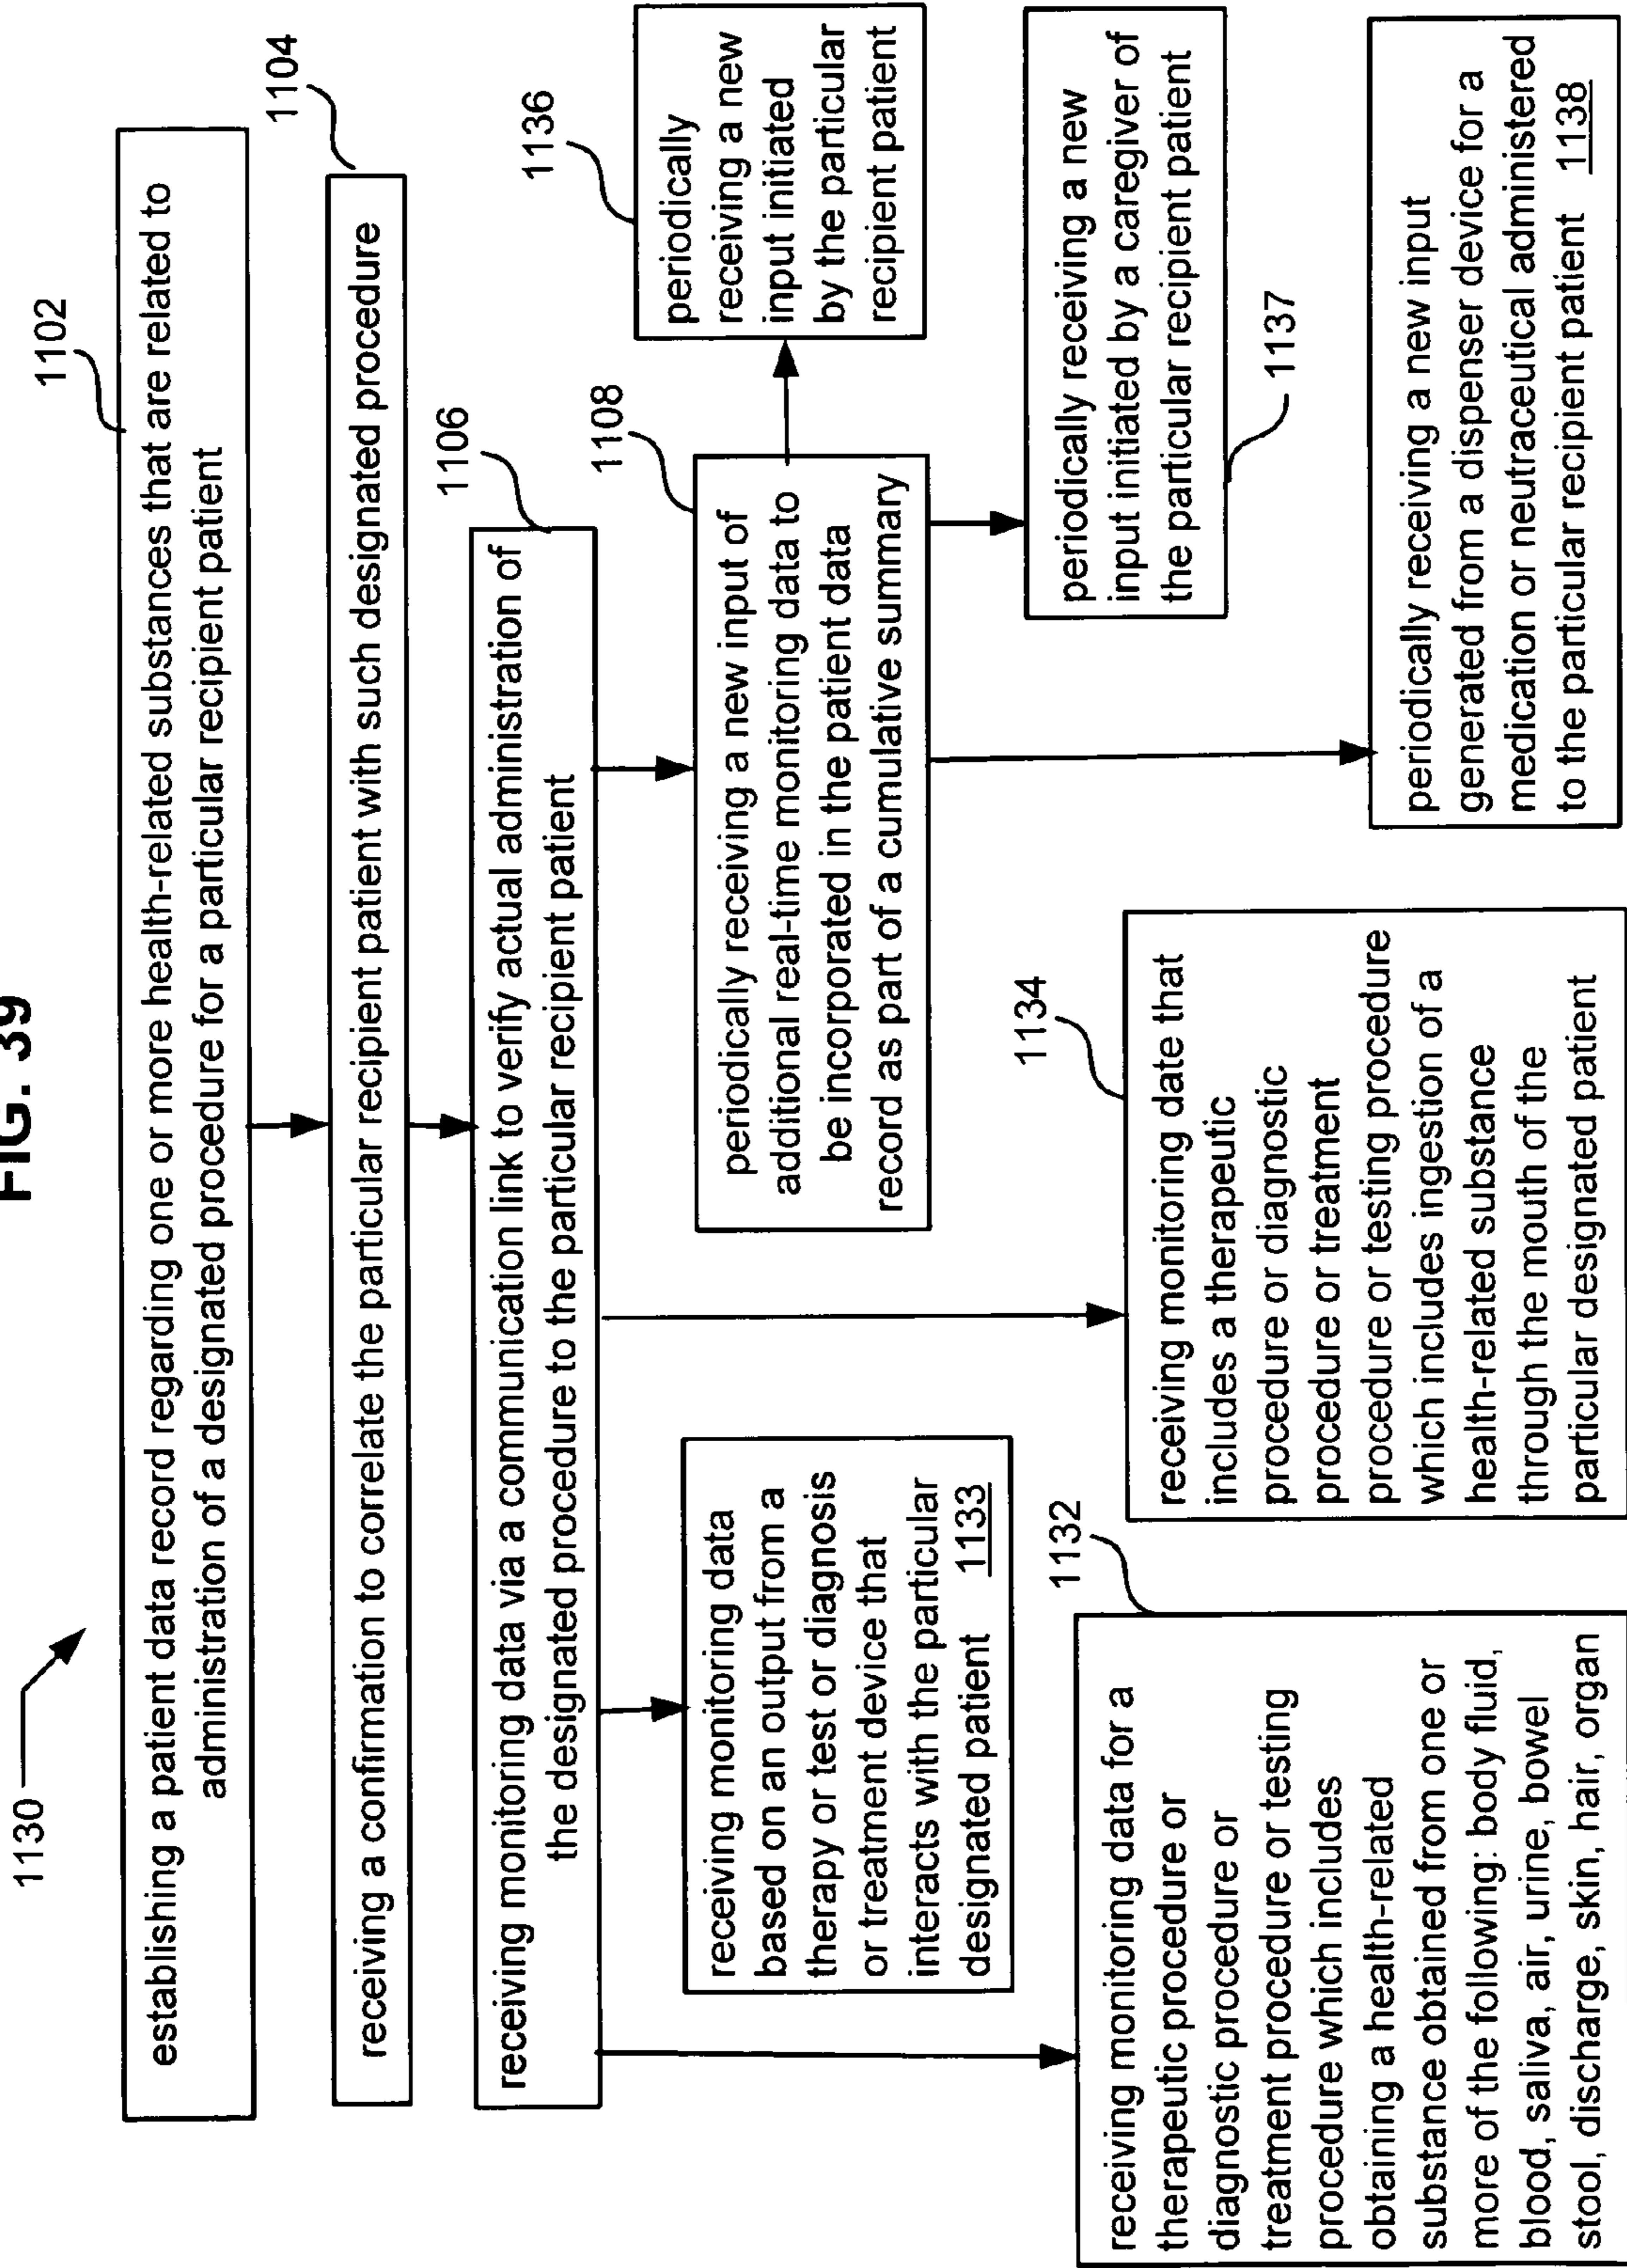 FIG. 39
1130
1102
establishing a patient data record regarding one or more health-related substances that are related to
administration of a designated procedure for a particular recipient patient
1104
receiving a confirmation to correlate the particular recipient patient with such designated procedure
1106
receiving monitoring data via a communication link to verify actual administration of
the designated procedure to the particular recipient patient
1108
periodically receiving a new input of
additional real-time monitoring data to
be incorporated in the patient data
record as part of a cumulative summary
1136
periodically
receiving a new
input initiated
by the particular
recipient patient
receiving monitoring data
based on an output from a
therapy or test or diagnosis
or treatment device that
interacts with the particular
designated patient 1133
periodically receiving a new
input initiated by a caregiver of
the particular recipient patient
1137
1132
receiving monitoring data for a
therapeutic procedure or
diagnostic procedure or
treatment procedure or testing
procedure which includes
obtaining a health-related
substance obtained from one or
more of the following: body fluid,
blood, saliva, air, urine, bowel
stool, discharge, skin, hair, organ
1134
receiving monitoring date that
includes a therapeutic
procedure or diagnostic
procedure or treatment
procedure or testing procedure
which includes ingestion of a
health-related substance
through the mouth of the
particular designated patient
periodically receiving a new input
generated from a dispenser device for a
medication or neutraceutical administered
to the particular recipient patient 1138